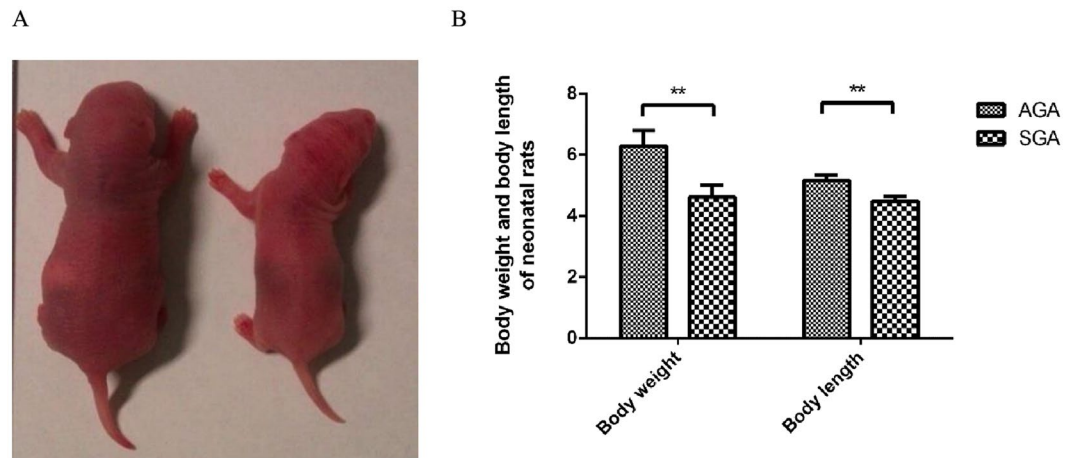 A
B
Body weight and body length
of neonatal rats
8
6
4
2
0
**
**
AGA
SGA
Body weight
Body length